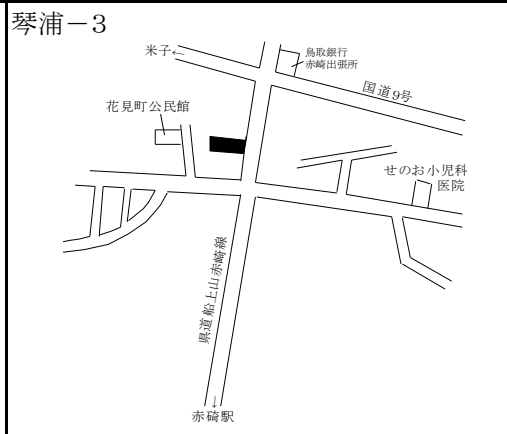 琴浦－3
米子←
鳥取銀行
赤崎出張所
国道9号
花見町公民館
せのお小児科
医院
県道船上山赤崎線
↓
赤碕駅